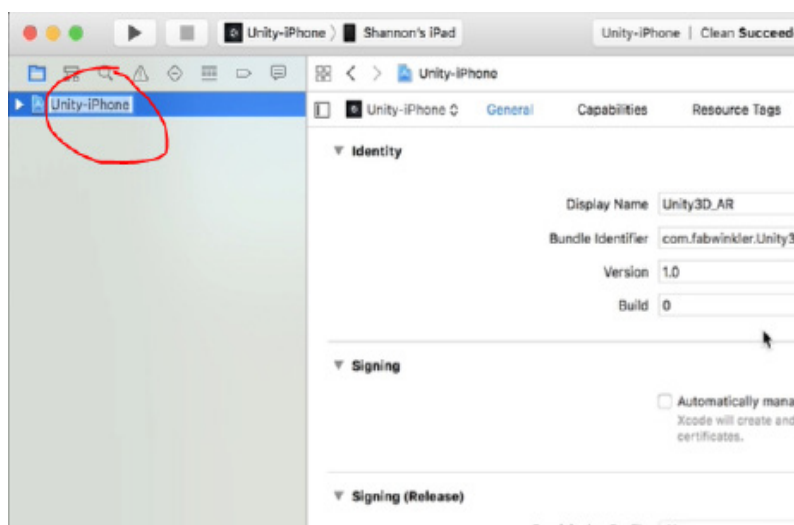 Unity-iPhone Shannon's iPad Unity-iPhone | Clean
Unity-iPhone
Unity-iPhone
Unity-iPhone General Capabilities Resource Tags
Identity
Display Name Unity3D_AR
Bundle Identifier com.fabwinkler.Unity3
Version 1.0
Build 0
Signing
Automatically mana
Xcode will create and
certificates.
Signing (Release)